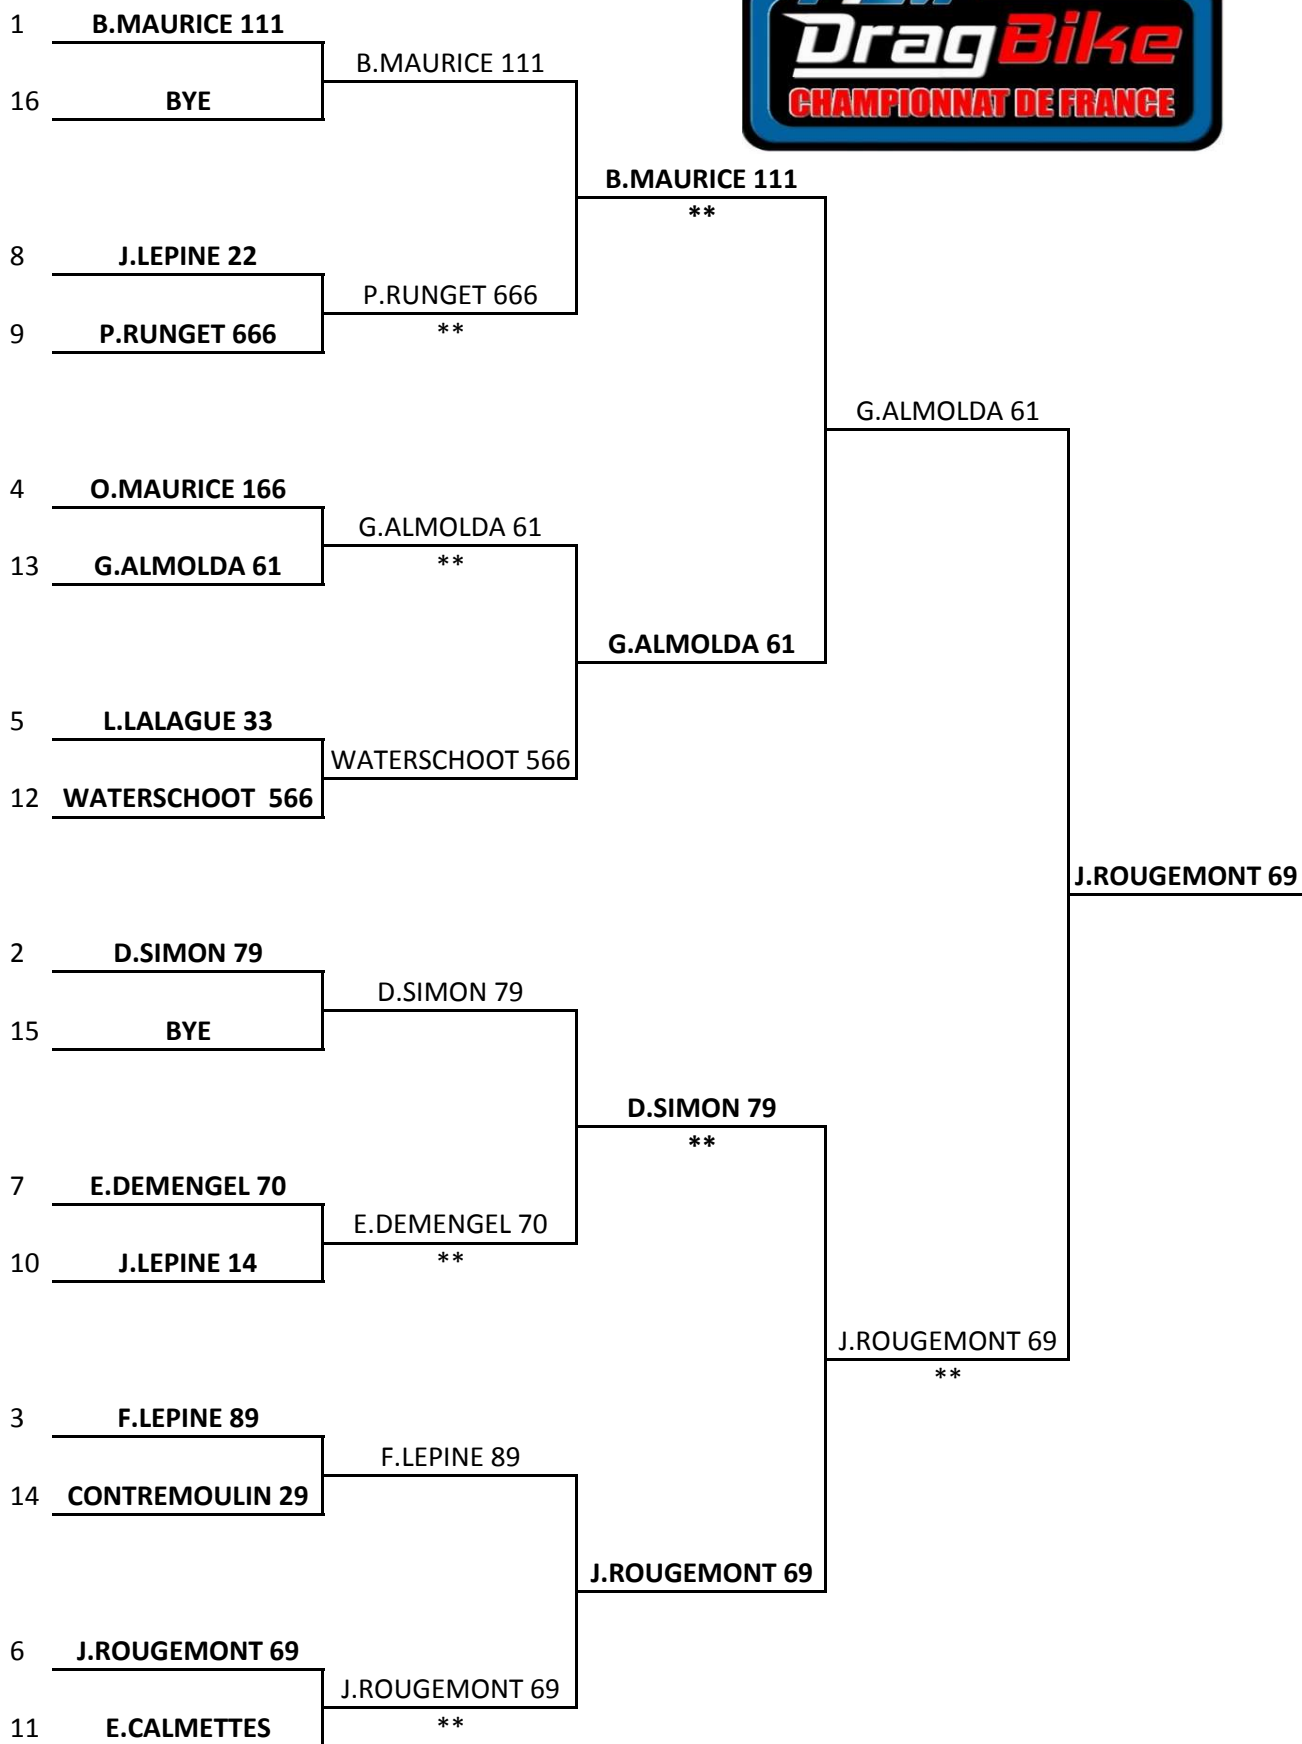 DragBike
CHAMPIONNAT DE FRANCE
1 B.MAURICE 111
B.MAURICE 111
16 BYE
B.MAURICE 111
**
8 J.LEPINE 22
P.RUNGET 666
9 P.RUNGET 666
**
G.ALMOLDA 61
4 O.MAURICE 166
G.ALMOLDA 61
13 G.ALMOLDA 61
**
G.ALMOLDA 61
5 L.LALAGUE 33
WATERSCHOOT 566
12 WATERSCHOOT 566
J.ROUGEMONT 69
2 D.SIMON 79
D.SIMON 79
15 BYE
D.SIMON 79
**
7 E.DEMENGEL 70
E.DEMENGEL 70
10 J.LEPINE 14
**
J.ROUGEMONT 69
**
3 F.LEPINE 89
F.LEPINE 89
14 CONTREMOULIN 29
J.ROUGEMONT 69
6 J.ROUGEMONT 69
J.ROUGEMONT 69
11 E.CALMETTES
**